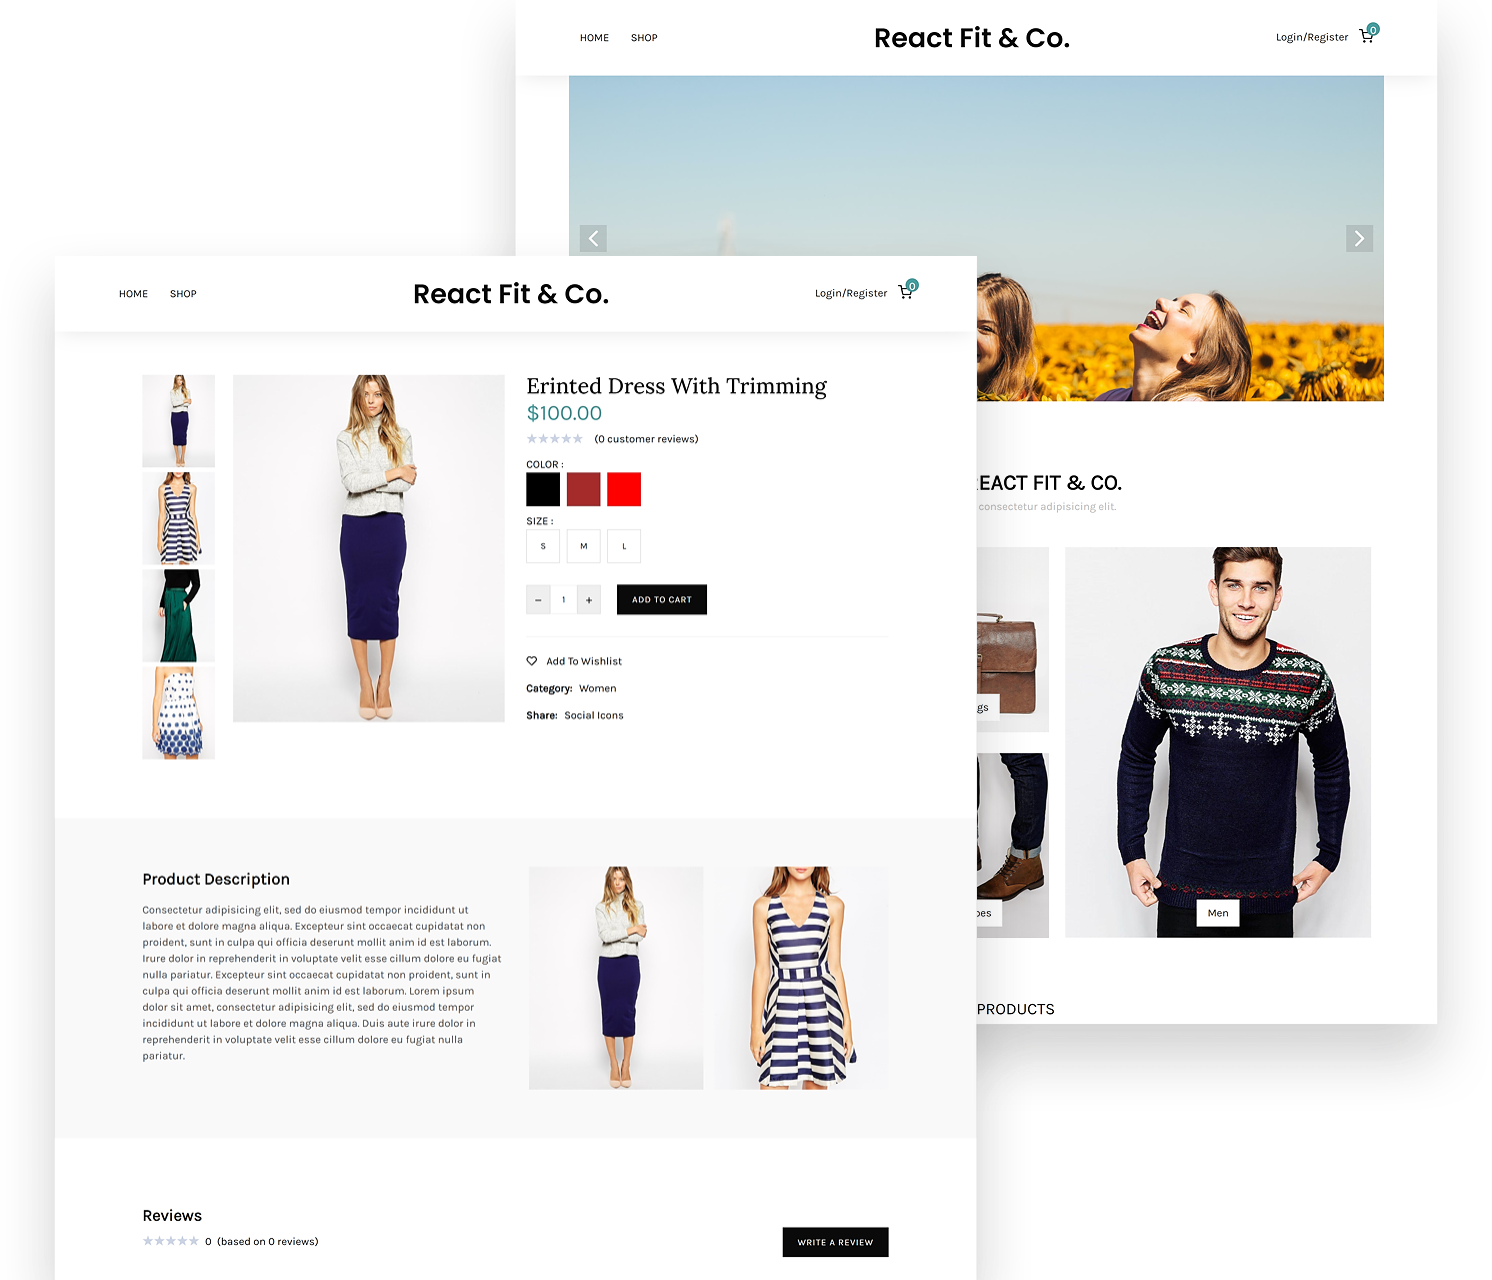 HOME
SHOP
React Fit & Co.
Login/Register
0
REACT FIT & CO.
consectetur adipisicing elit.
Men
PRODUCTS
HOME
SHOP
React Fit & Co.
Login/Register
0
Erinted Dress With Trimming
$100.00
(0 customer reviews)
COLOR :
SIZE :
S
M
L
− 1 +
ADD TO CART
Add To Wishlist
Category: Women
Share: Social Icons
Product Description
Consectetur adipisicing elit, sed do eiusmod tempor incididunt ut
labore et dolore magna aliqua. Excepteur sint occaecat cupidatat non
proident, sunt in culpa qui officia deserunt mollit anim id est laborum.
Irure dolor in reprehenderit in voluptate velit esse cillum dolore eu fugiat
nulla pariatur. Excepteur sint occaecat cupidatat non proident, sunt in
culpa qui officia deserunt mollit anim id est laborum. Lorem ipsum
dolor sit amet, consectetur adipisicing elit, sed do eiusmod tempor
incididunt ut labore et dolore magna aliqua. Duis aute irure dolor in
reprehenderit in voluptate velit esse cillum dolore eu fugiat nulla
pariatur.
Reviews
0 (based on 0 reviews)
WRITE A REVIEW